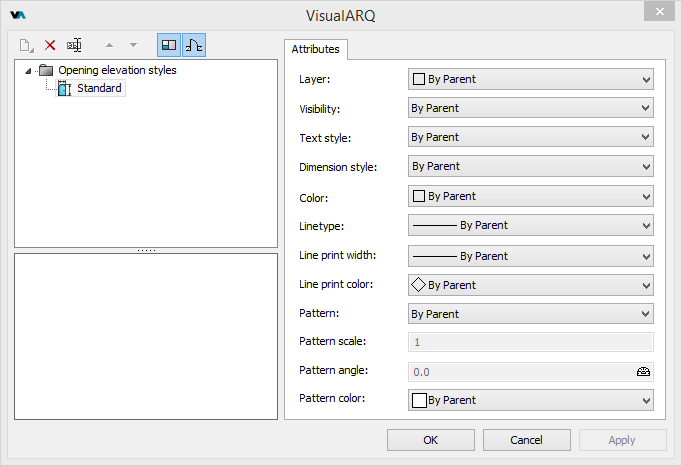 VisualARQ
Attributes
Opening elevation styles
Standard
Layer: By Parent
Visibility: By Parent
Text style: By Parent
Dimension style: By Parent
Color: By Parent
Linetype: By Parent
Line print width: By Parent
Line print color: By Parent
Pattern: By Parent
Pattern scale: 1
Pattern angle: 0.0
Pattern color: By Parent
OK Cancel Apply